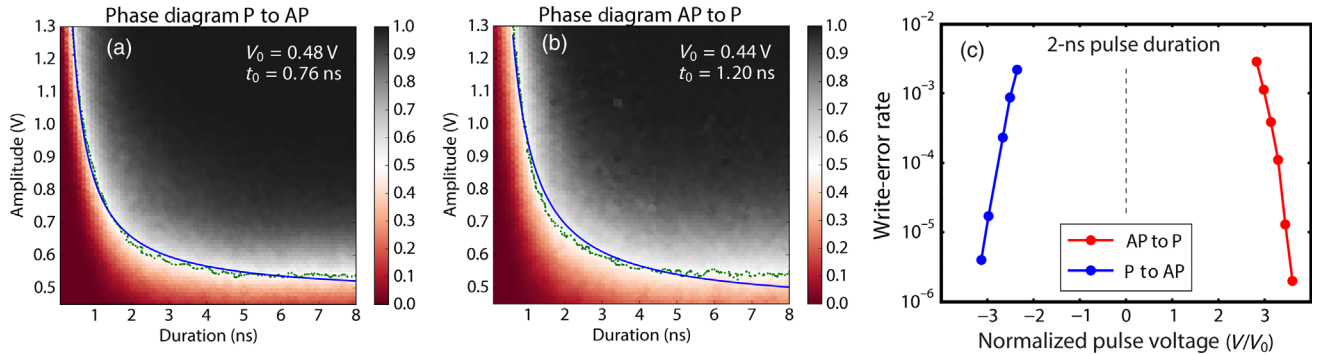 Phase diagram P to AP
(a)
V₀ = 0.48 V
t₀ = 0.76 ns
Amplitude (V)
1.3
1.2
1.1
1.0
0.9
0.8
0.7
0.6
0.5
1 2 3 4 5 6 7 8
Duration (ns)
1.0
0.9
0.8
0.7
0.6
0.5
0.4
0.3
0.2
0.1
0.0
Phase diagram AP to P
(b)
V₀ = 0.44 V
t₀ = 1.20 ns
Amplitude (V)
1.3
1.2
1.1
1.0
0.9
0.8
0.7
0.6
0.5
1 2 3 4 5 6 7 8
Duration (ns)
1.0
0.9
0.8
0.7
0.6
0.5
0.4
0.3
0.2
0.1
0.0
(c)
2-ns pulse duration
Write-error rate
10⁻²
10⁻³
10⁻⁴
10⁻⁵
10⁻⁶
AP to P
P to AP
−3 −2 −2 −1 0 1 2 3
Normalized pulse voltage (V/V₀)